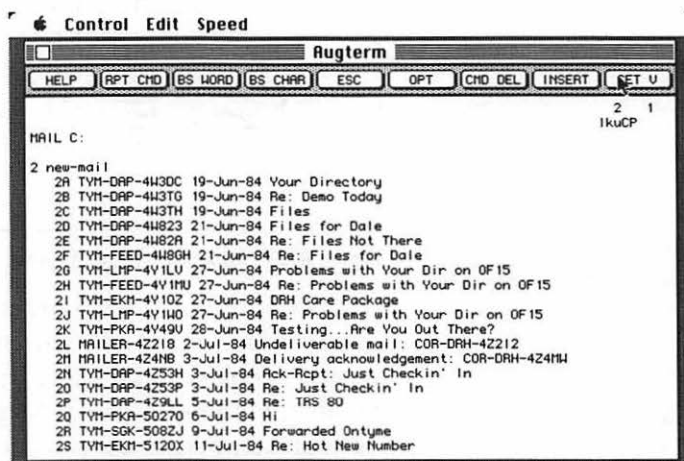 Control Edit Speed
Augterm
HELP RPT CMD BS WORD BS CHAR ESC OPT CMD DEL INSERT SET V
2 1
IkuCP
MAIL C:
2 new-mail
2A TYM-DAP-4W3DC 19-Jun-84 Your Directory
2B TYM-DAP-4W3TG 19-Jun-84 Re: Demo Today
2C TYM-DAP-4W3TH 19-Jun-84 Files
2D TYM-DAP-4W823 21-Jun-84 Files for Dale
2E TYM-DAP-4W82A 21-Jun-84 Re: Files Not There
2F TYM-FEED-4W8GH 21-Jun-84 Re: Files for Dale
2G TYM-LMP-4Y1LV 27-Jun-84 Problems with Your Dir on OF15
2H TYM-FEED-4Y1MU 27-Jun-84 Re: Problems with Your Dir on OF15
2I TYM-EKM-4Y1OZ 27-Jun-84 DRH Care Package
2J TYM-LMP-4Y1WO 27-Jun-84 Re: Problems with Your Dir on OF15
2K TYM-PKA-4Y49V 28-Jun-84 Testing...Are You Out There?
2L MAILER-4Z218 2-Jul-84 Undeliverable mail: COR-DRH-4Z212
2M MAILER-4Z4NB 3-Jul-84 Delivery acknowledgement: COR-DRH-4Z4MW
2N TYM-DAP-4Z53H 3-Jul-84 Ack-Rcpt: Just Checkin' In
2O TYM-DAP-4Z53P 3-Jul-84 Re: Just Checkin' In
2P TYM-DAP-4Z9LL 5-Jul-84 Re: TRS 80
2Q TYM-PKA-50270 6-Jul-84 Hi
2R TYM-SGK-508ZJ 9-Jul-84 Forwarded Ontyme
2S TYM-EKM-5120X 11-Jul-84 Re: Hot New Number